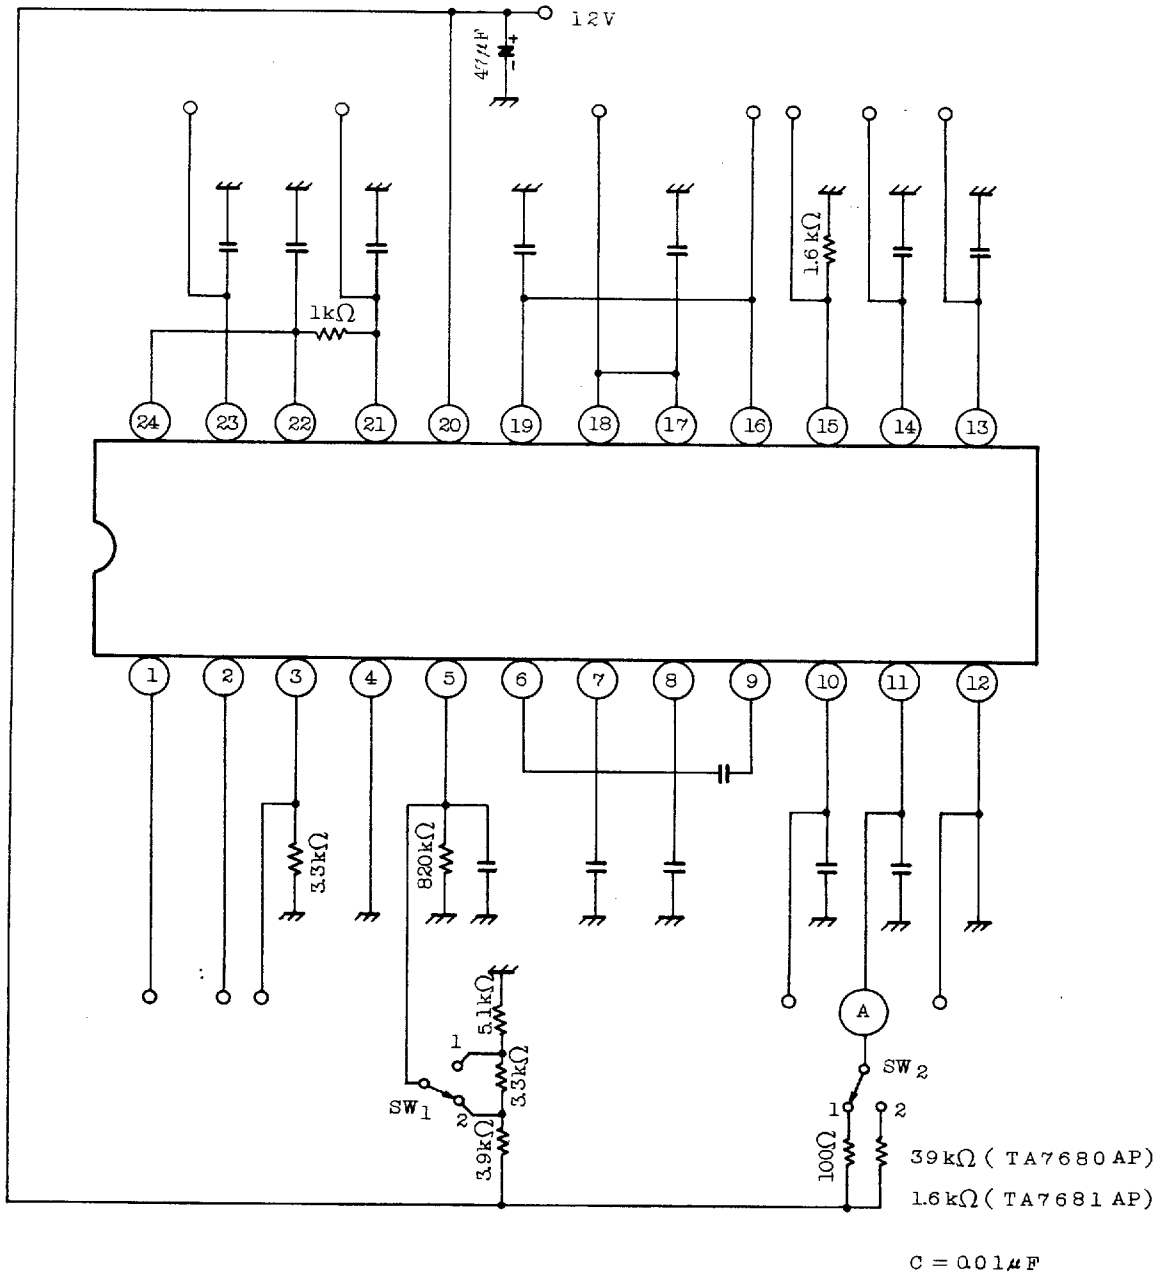 12V
47μF
+
-
1.6kΩ
1kΩ
24 23 22 21 20 19 18 17 16 15 14 13
1 2 3 4 5 6 7 8 9 10 11 12
3.3kΩ
820kΩ
5.1kΩ
1
3.3kΩ
SW1
2
3.9kΩ
A
SW2
1 2
100Ω
39kΩ ( TA7680AP)
1.6kΩ ( TA7681AP)
C = 0.01μF